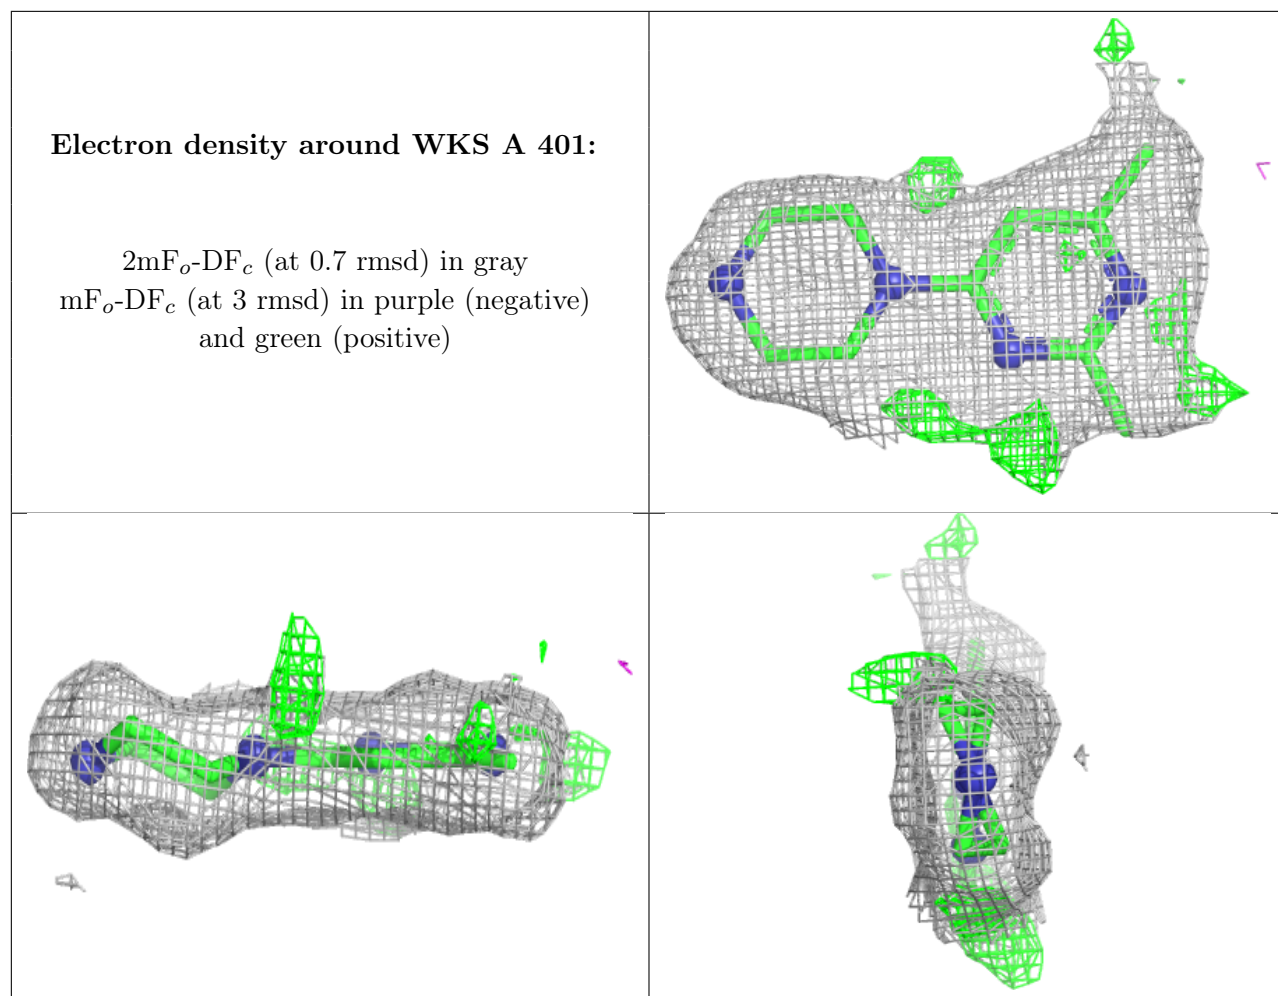 Electron density around WKS A 401:
2mFo-DFc (at 0.7 rmsd) in gray
mFo-DFc (at 3 rmsd) in purple (negative)
and green (positive)